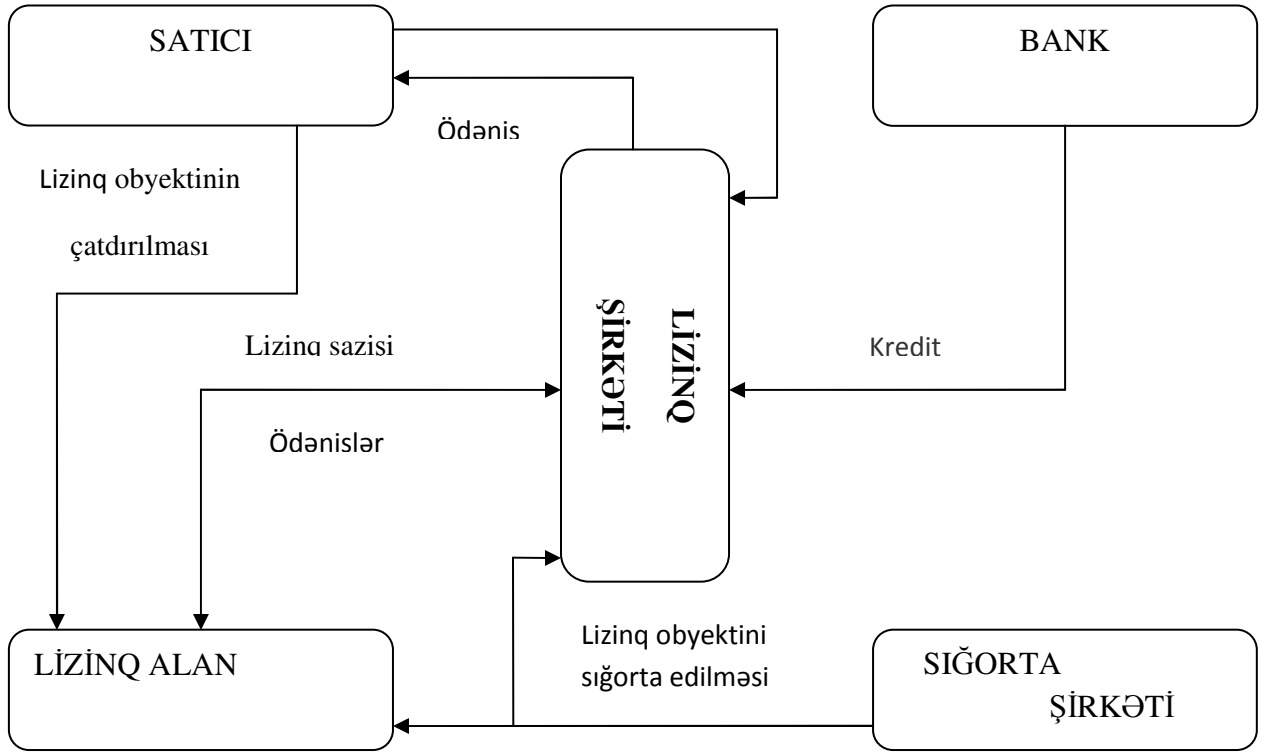 SATICI
BANK
Ödənis
Lizinq obyektinin
çatdırılması
LİZİNQ
ŞİRKƏTİ
Lizinq sazisi
Kredit
Ödənislər
Lizinq obyektini
sığorta edilməsi
LİZİNQ ALAN
SIĞORTA
ŞİRKƏTİ